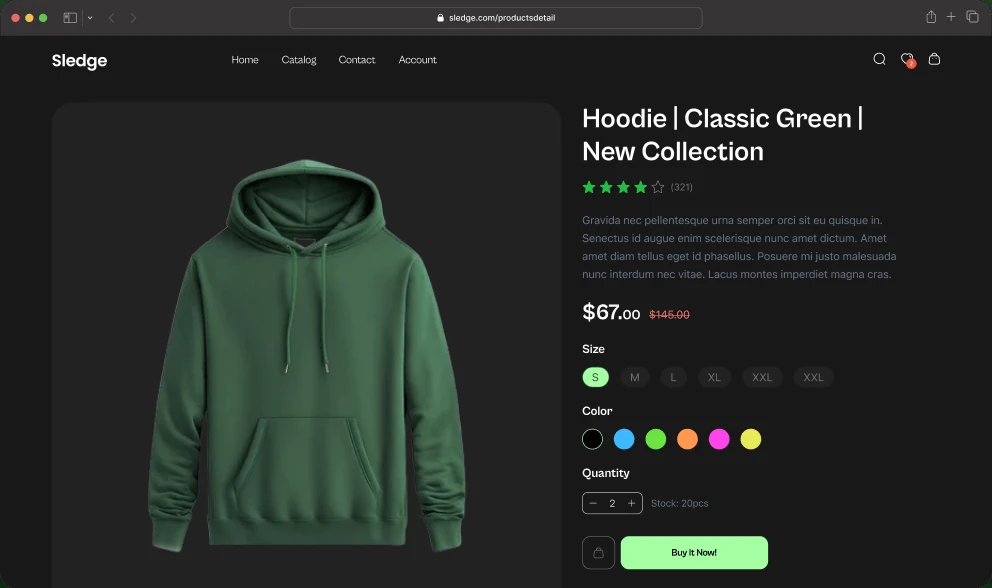 sledge.com/productsdetail
Sledge
Home Catalog Contact Account
2
Hoodie | Classic Green |
New Collection
(321)
Gravida nec pellentesque urna semper orci sit eu quisque in.
Senectus id augue enim scelerisque nunc amet dictum. Amet
amet diam tellus eget id phasellus. Posuere mi justo malesuada
nunc interdum nec vitae. Lacus montes imperdiet magna cras.
$67.00 $145.00
Size
S M L XL XXL XXL
Color
Quantity
− 2 + Stock: 20pcs
Buy It Now!